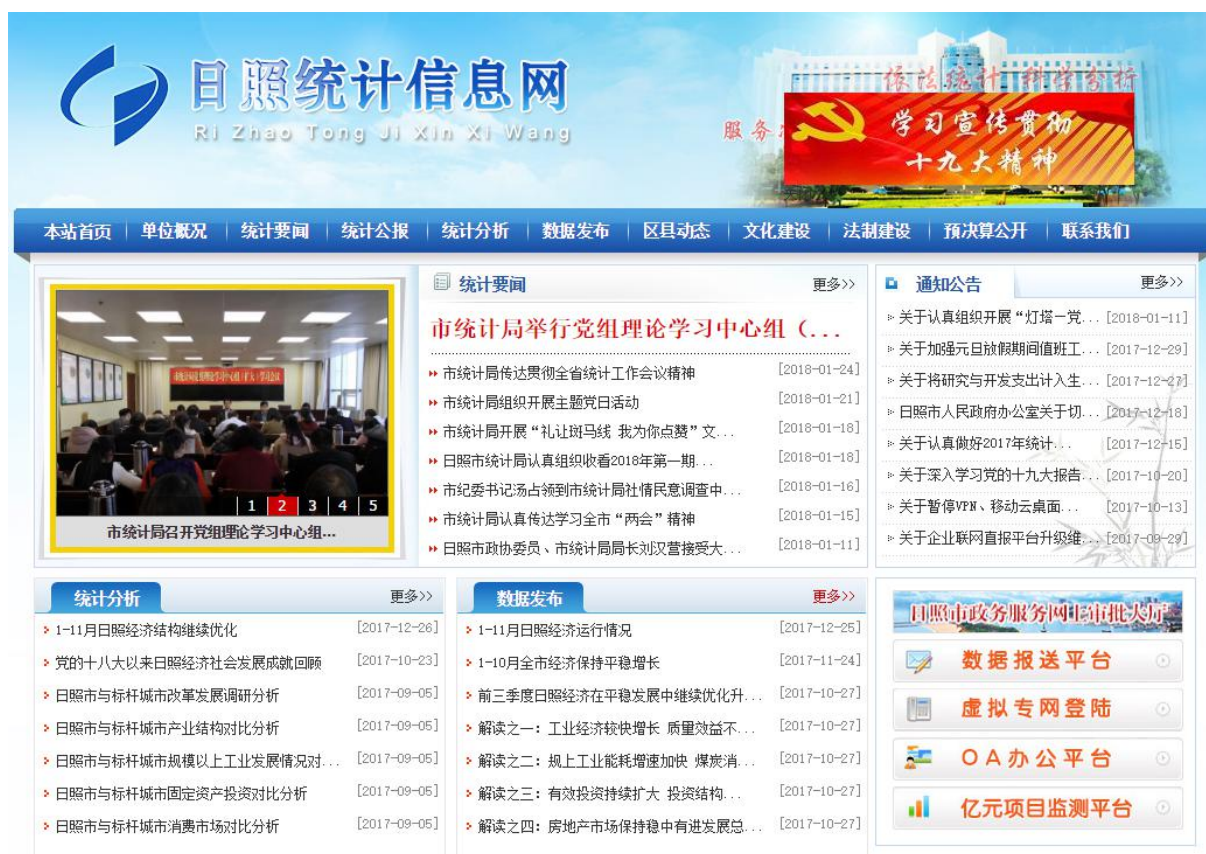 日照统计信息网
Ri Zhao Tong Ji Xin Xi Wang
依法统计 科学分析
服务
学习宣传贯彻
十九大精神
本站首页 单位概况 统计要闻 统计公报 统计分析 数据发布 区县动态 文化建设 法制建设 预决算公开 联系我们
1 2 3 4 5
市统计局召开党组理论学习中心组...
统计要闻 更多>>
市统计局举行党组理论学习中心组（...
市统计局传达贯彻全省统计工作会议精神 [2018-01-24]
市统计局组织开展主题党日活动 [2018-01-21]
市统计局开展“礼让斑马线 我为你点赞”文... [2018-01-18]
日照市统计局认真组织收看2018年第一期... [2018-01-18]
市纪委书记汤占领到市统计局社情民意调查中... [2018-01-16]
市统计局认真传达学习全市“两会”精神 [2018-01-15]
日照市政协委员、市统计局局长刘汉营接受大... [2018-01-11]
通知公告 更多>>
关于认真组织开展“灯塔一党... [2018-01-11]
关于加强元旦放假期间值班工... [2017-12-29]
关于将研究与开发支出计入生... [2017-12-27]
日照市人民政府办公室关于切... [2017-12-18]
关于认真做好2017年统计... [2017-12-15]
关于深入学习党的十九大报告... [2017-10-20]
关于暂停VPN、移动云桌面... [2017-10-13]
关于企业联网直报平台升级维... [2017-09-29]
统计分析 更多>>
1-11月日照经济结构继续优化 [2017-12-26]
党的十八大以来日照经济社会发展成就回顾 [2017-10-23]
日照市与标杆城市改革发展调研分析 [2017-09-05]
日照市与标杆城市产业结构对比分析 [2017-09-05]
日照市与标杆城市规模以上工业发展情况对... [2017-09-05]
日照市与标杆城市固定资产投资对比分析 [2017-09-05]
日照市与标杆城市消费市场对比分析 [2017-09-05]
数据发布 更多>>
1-11月日照经济运行情况 [2017-12-25]
1-10月全市经济保持平稳增长 [2017-11-24]
前三季度日照经济在平稳发展中继续优化升... [2017-10-27]
解读之一：工业经济较快增长 质量效益不... [2017-10-27]
解读之二：规上工业能耗增速加快 煤炭消... [2017-10-27]
解读之三：有效投资持续扩大 投资结构... [2017-10-27]
解读之四：房地产市场保持稳中有进发展总... [2017-10-27]
日照市政务服务网上审批大厅
数据报送平台
虚拟专网登陆
OA办公平台
亿元项目监测平台